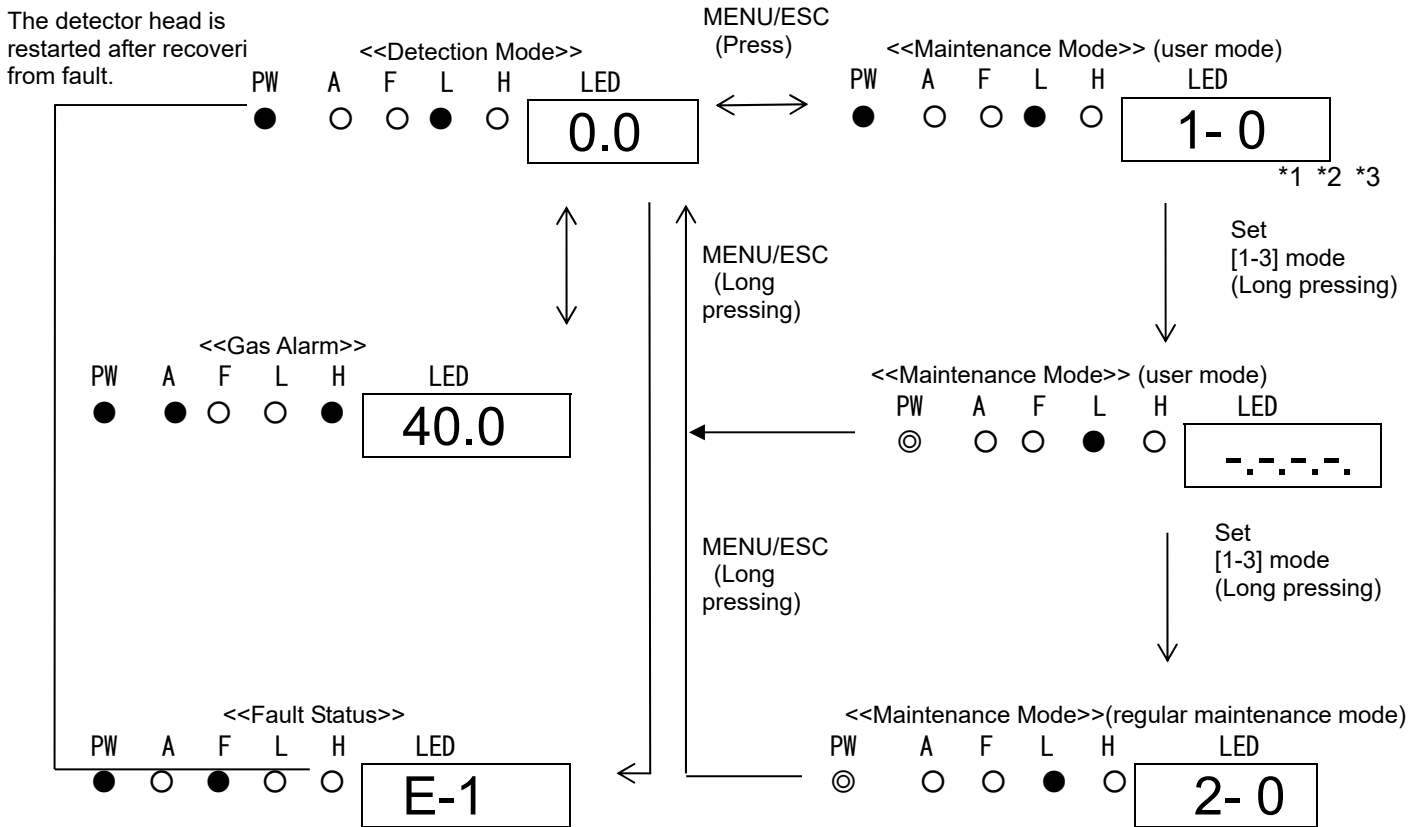 The detector head is
restarted after recoveri
from fault.
MENU/ESC
(Press)
<<Detection Mode>>
PW A F L H LED
0.0
<<Maintenance Mode>> (user mode)
PW A F L H LED
1- 0
*1 *2 *3
Set
[1-3] mode
(Long pressing)
MENU/ESC
(Long
pressing)
<<Gas Alarm>>
PW A F L H LED
40.0
<<Maintenance Mode>> (user mode)
PW A F L H LED
-.-.-.-.
Set
[1-3] mode
(Long pressing)
MENU/ESC
(Long
pressing)
<<Fault Status>>
PW A F L H LED
E-1
<<Maintenance Mode>>(regular maintenance mode)
PW A F L H LED
2- 0